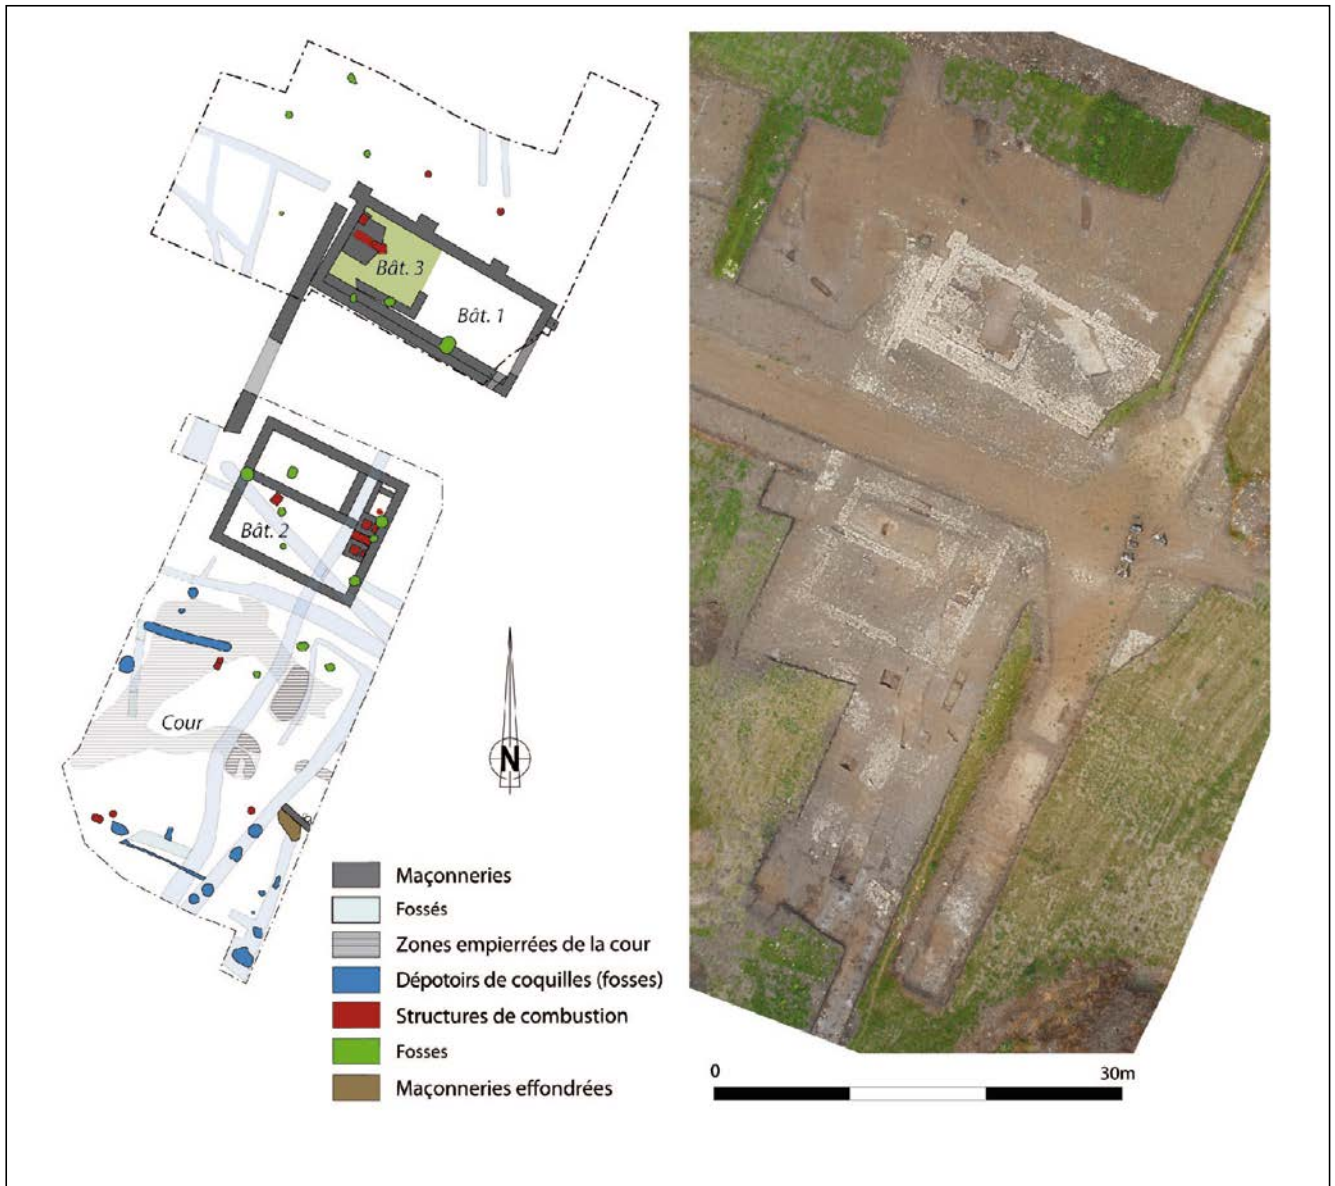 Bât. 3
Bât. 1
Bât. 2
Cour
N
Maçonneries
Fossés
Zones empierrées de la cour
Dépotoirs de coquilles (fosses)
Structures de combustion
Fosses
Maçonneries effondrées
0 30m